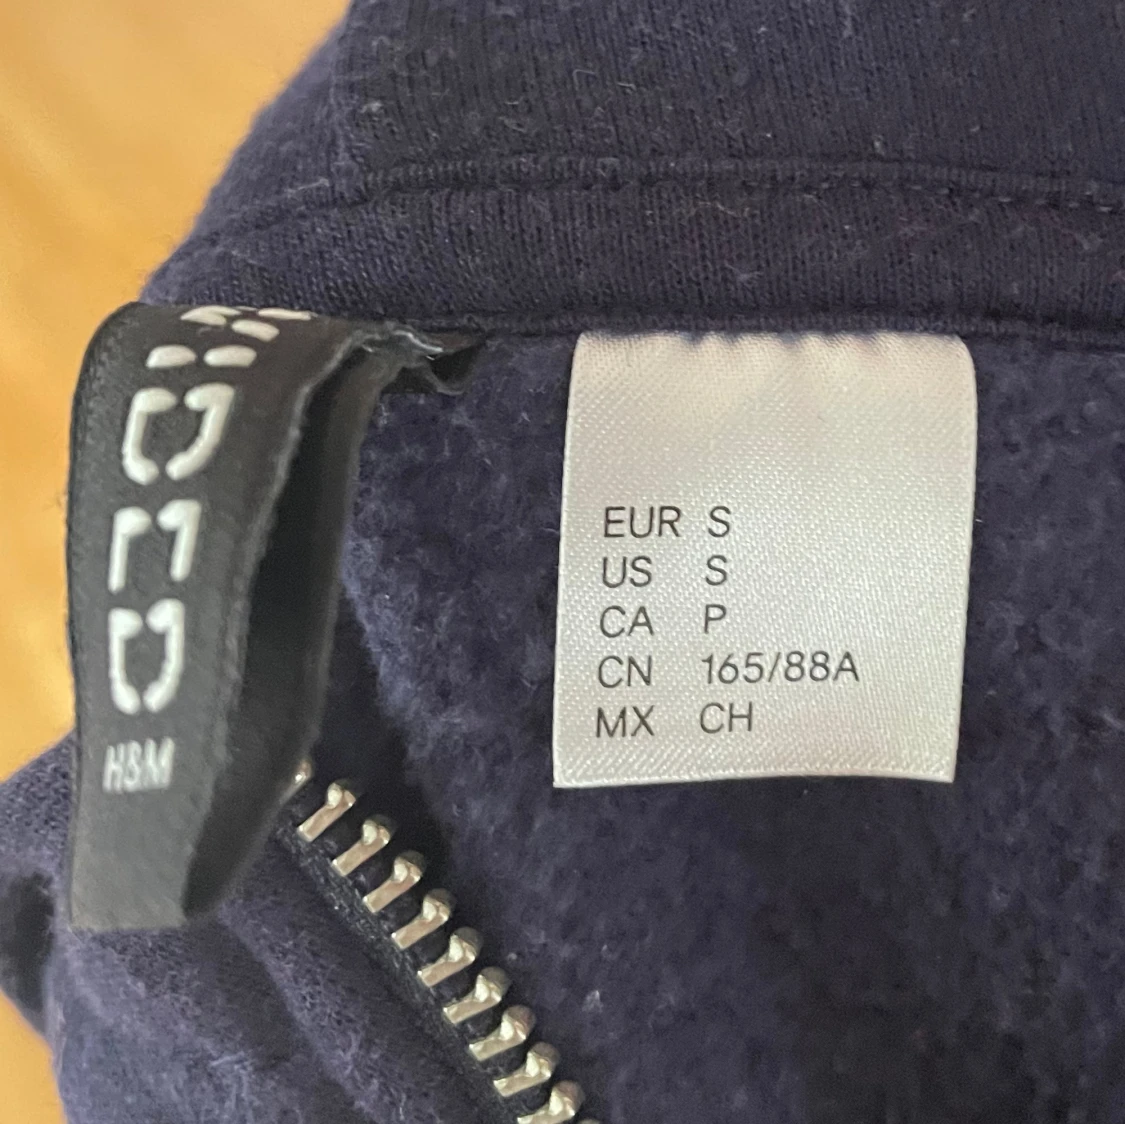 H&M
EUR S
US S
CA P
CN 165/88A
MX CH